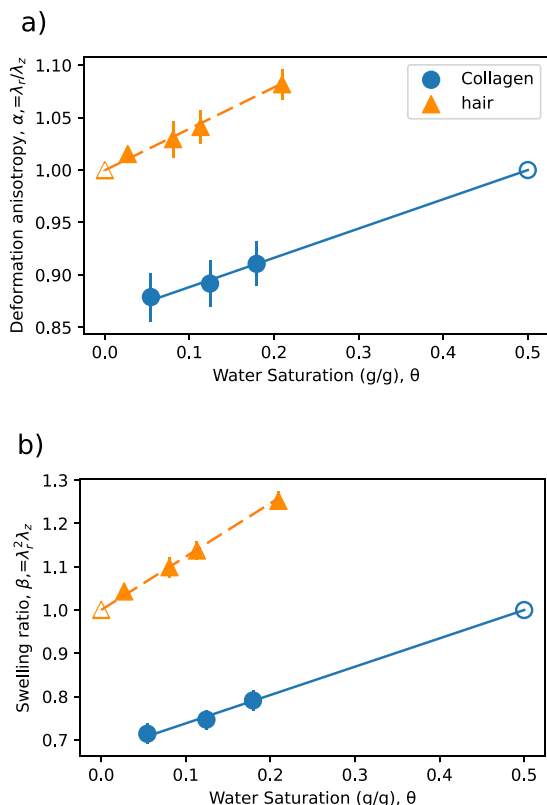 a)
Deformation anisotropy, α,=λr/λz
1.10
1.05
1.00
0.95
0.90
0.85
Collagen
hair
0.0 0.1 0.2 0.3 0.4 0.5
Water Saturation (g/g), θ
b)
Swelling ratio, β,=λr²λz
1.3
1.2
1.1
1.0
0.9
0.8
0.7
0.0 0.1 0.2 0.3 0.4 0.5
Water Saturation (g/g), θ